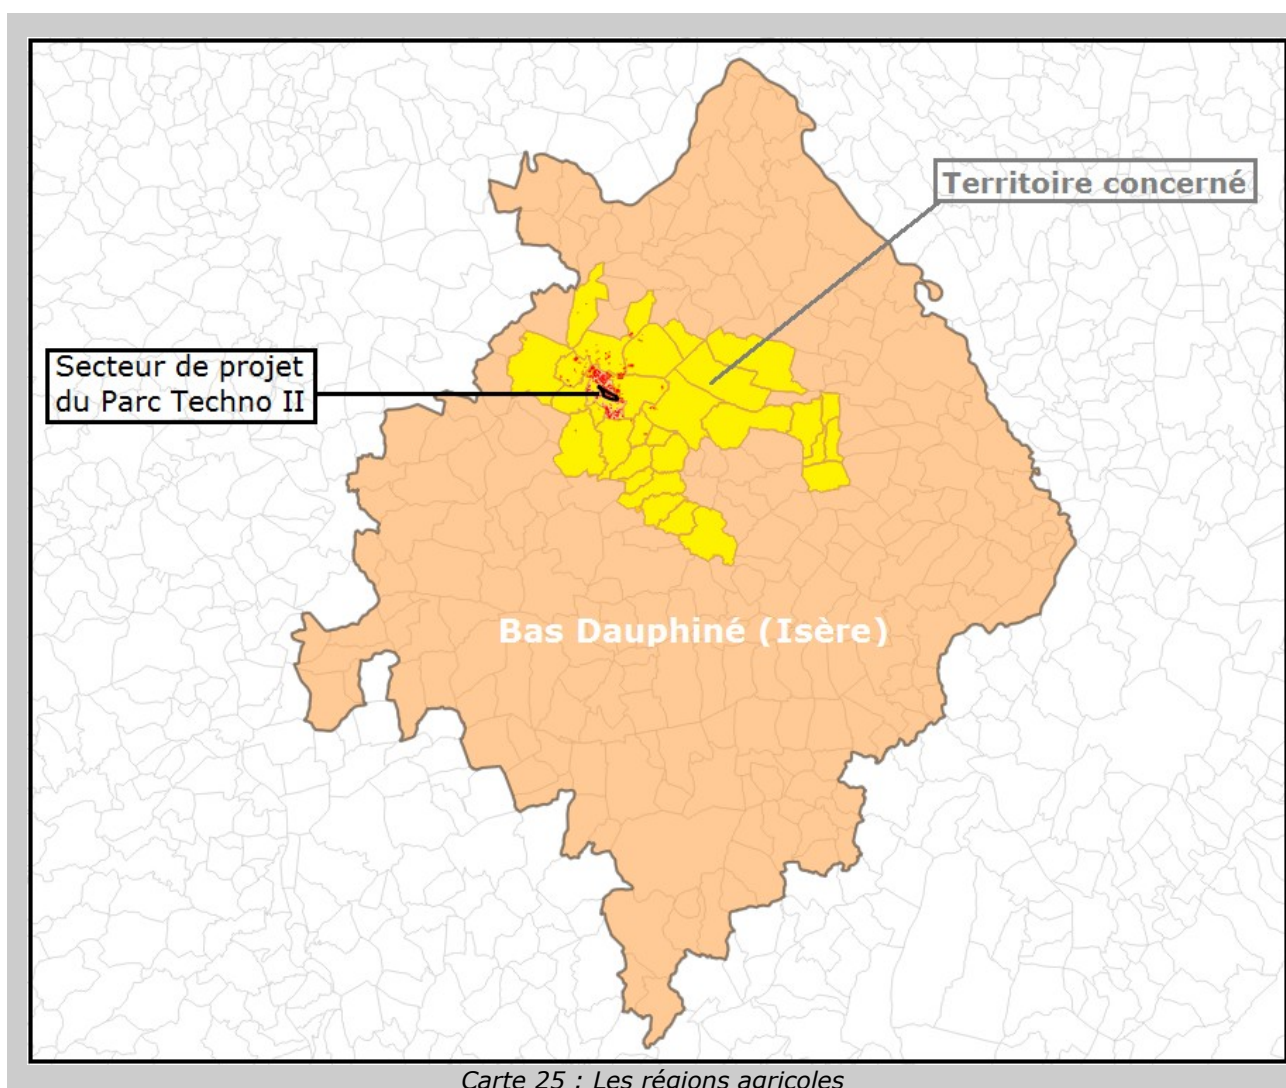 Territoire concerné
Secteur de projet
du Parc Techno II
Bas Dauphiné (Isère)
Carte 25 : Les régions agricoles